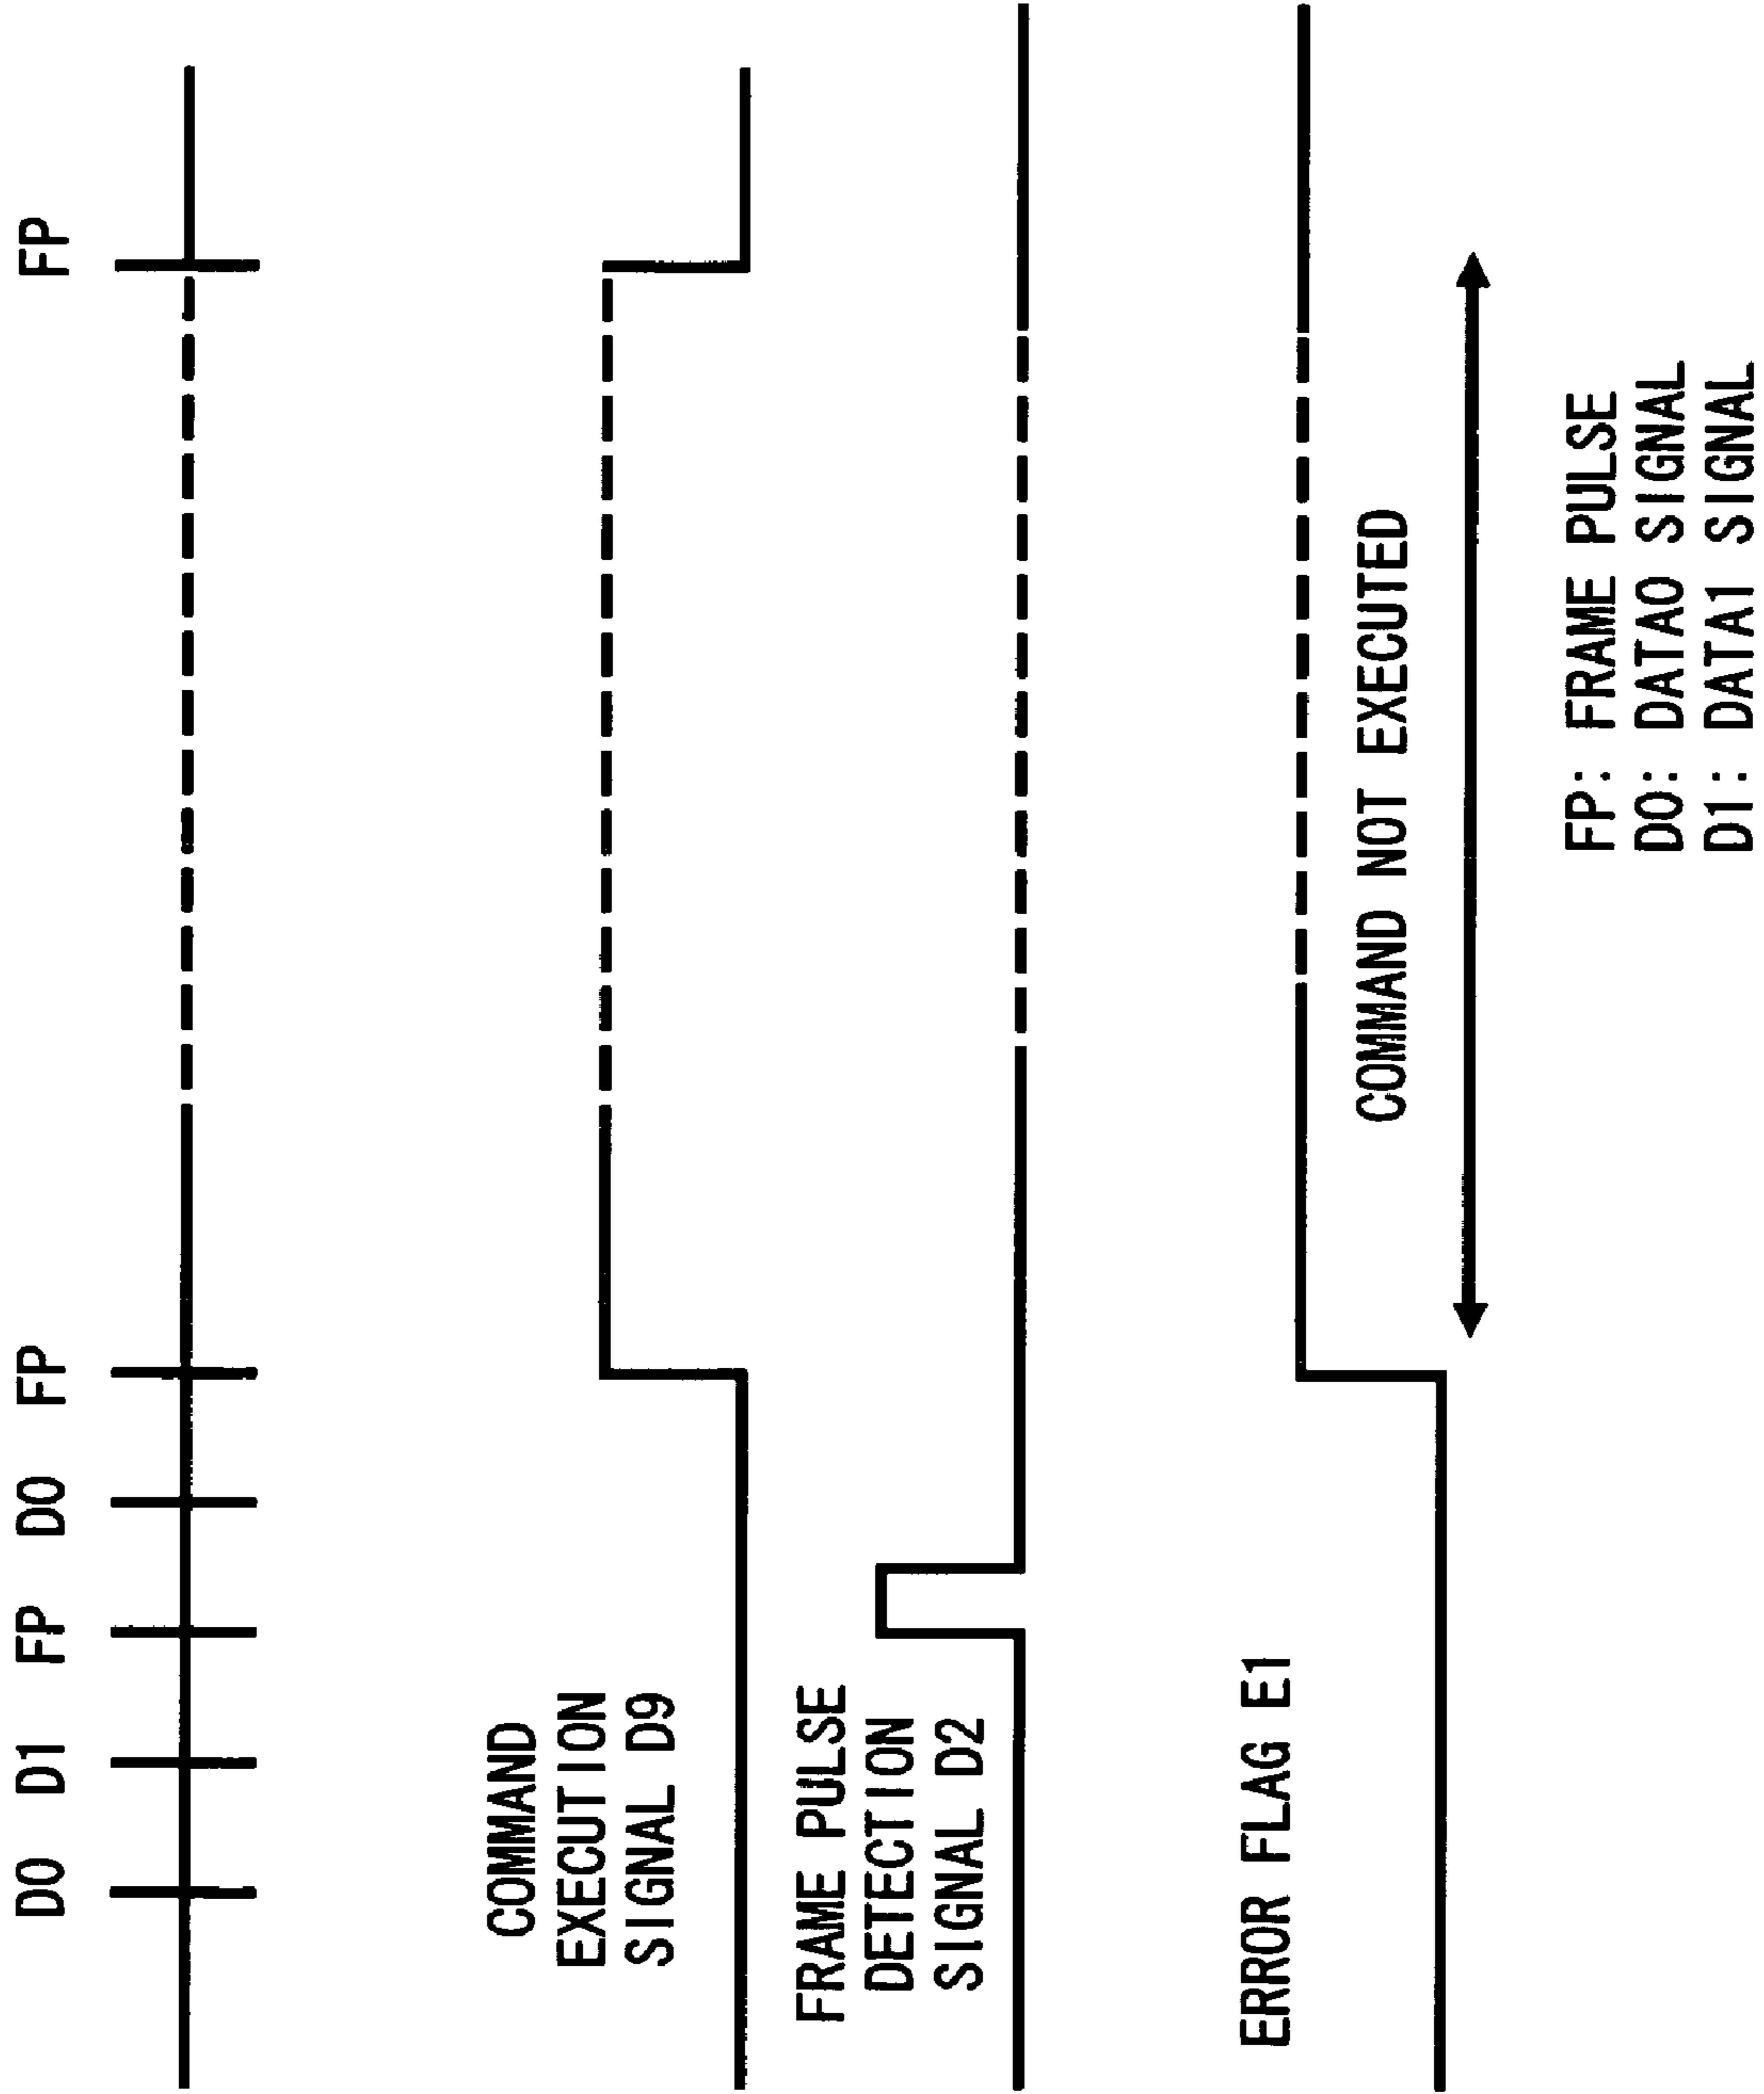 D0 D1 FP D0 FP FP
COMMAND
EXECUTION
SIGNAL D9
FRAME PULSE
DETECTION
SIGNAL D2
ERROR FLAG E1
COMMAND NOT EXECUTED
FP: FRAME PULSE
D0: DATA0 SIGNAL
D1: DATA1 SIGNAL